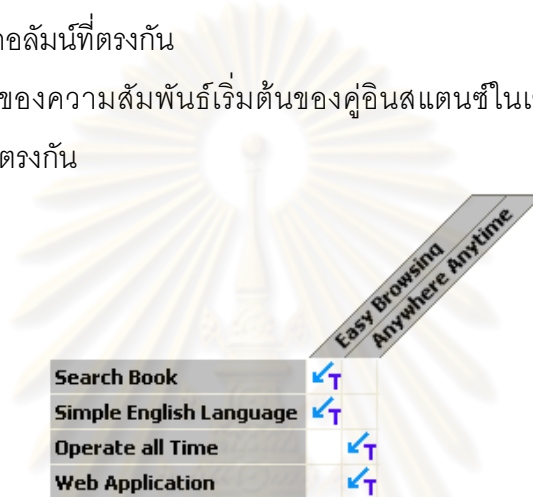 อลัมน์ที่ตรงกัน
ของความสัมพันธ์เริ่มต้นของคู่อินสแตนซ์ใน
ตรงกัน
Easy Browsing
Anywhere Anytime
Search Book
Simple English Language
Operate all Time
Web Application
T
T
T
T